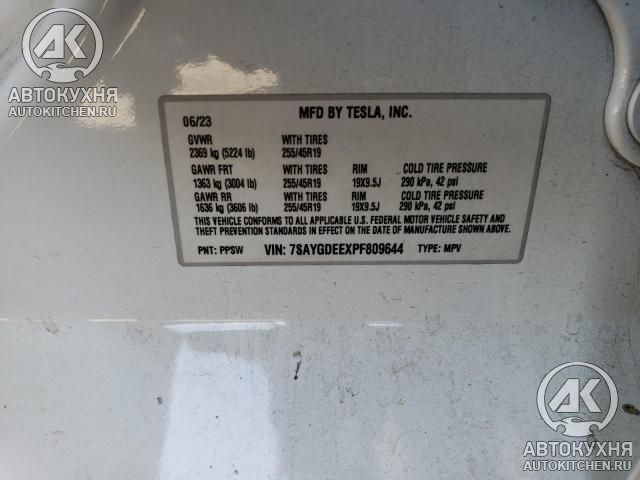 AK
АВТОКУХНЯ
AUTOKITCHEN.RU
06/23 MFD BY TESLA, INC.
GVWR WITH TIRES
2369 kg (5224 lb) 255/45R19
GAWR FRT WITH TIRES RIM COLD TIRE PRESSURE
1363 kg (3004 lb) 255/45R19 19X9.5J 290 kPa, 42 psi
GAWR RR WITH TIRES RIM COLD TIRE PRESSURE
1636 kg (3606 lb) 255/45R19 19X9.5J 290 kPa, 42 psi
THIS VEHICLE CONFORMS TO ALL APPLICABLE U.S. FEDERAL MOTOR VEHICLE SAFETY AND
THEFT PREVENTION STANDARDS IN EFFECT ON THE DATE OF MANUFACTURE SHOWN ABOVE.
PNT: PPSW VIN: 7SAYGDEEXPF809644 TYPE: MPV
AK
АВТОКУХНЯ
AUTOKITCHEN.RU